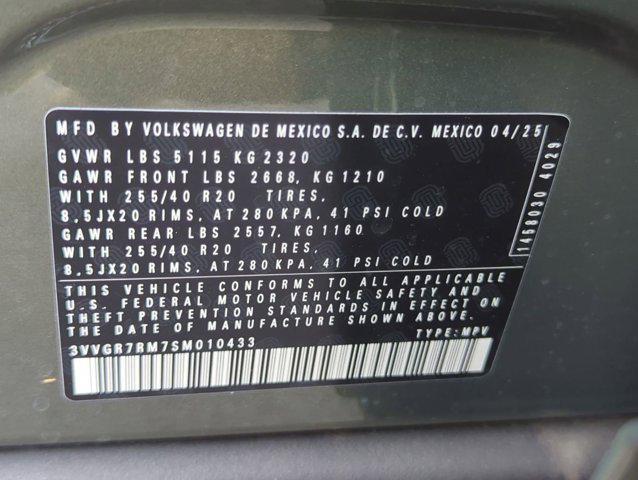 MFD BY VOLKSWAGEN DE MEXICO S.A. DE C.V. MEXICO 04/25
GVWR LBS 5115 KG 2320
GAWR FRONT LBS 2668, KG 1210
WITH 255/40 R20 TIRES,
8,5JX20 RIMS, AT 280 KPA, 41 PSI COLD
GAWR REAR LBS 2557, KG 1160
WITH 255/40 R20 TIRES,
8,5JX20 RIMS, AT 280 KPA, 41 PSI COLD
1458030 4029
THIS VEHICLE CONFORMS TO ALL APPLICABLE
U.S. FEDERAL MOTOR VEHICLE SAFETY AND
THEFT PREVENTION STANDARDS IN EFFECT ON
THE DATE OF MANUFACTURE SHOWN ABOVE.
3VVGR7RM7SM010433 TYPE: MPV